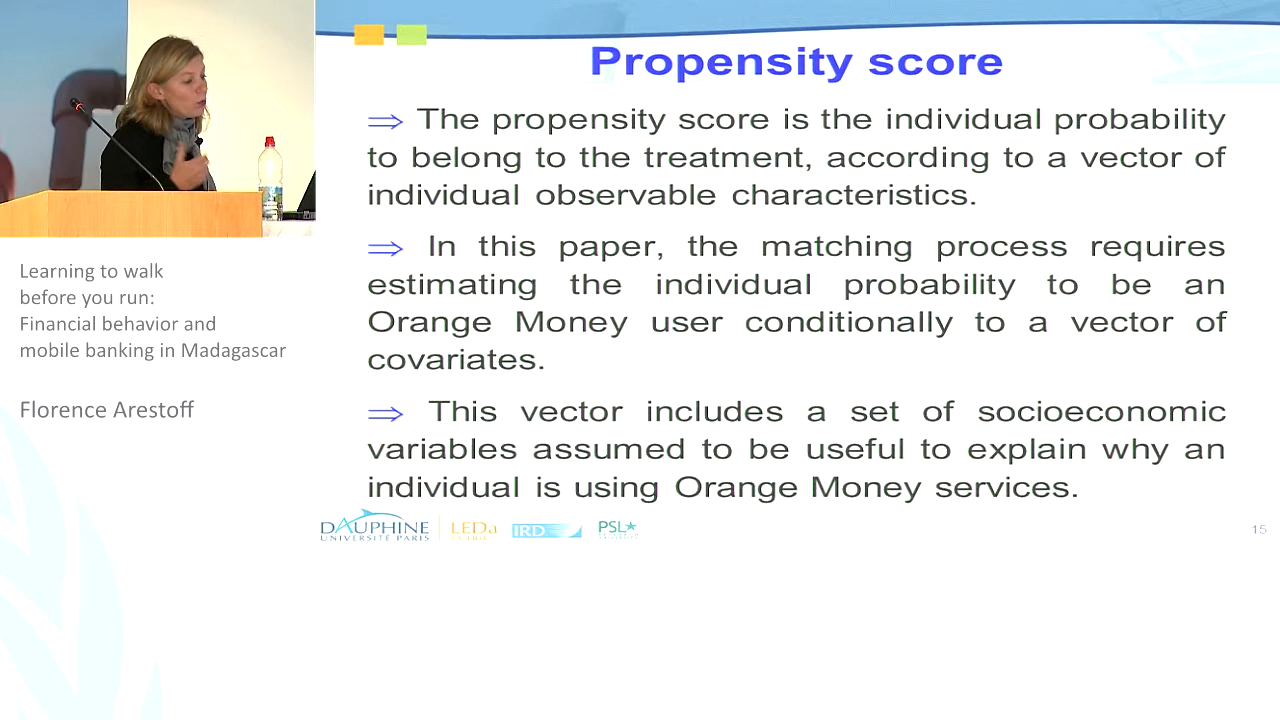 Propensity score
⇒ The propensity score is the individual probability
to belong to the treatment, according to a vector of
individual observable characteristics.
⇒ In this paper, the matching process requires
estimating the individual probability to be an
Orange Money user conditionally to a vector of
covariates.
⇒ This vector includes a set of socioeconomic
variables assumed to be useful to explain why an
individual is using Orange Money services.
Learning to walk
before you run:
Financial behavior and
mobile banking in Madagascar
Florence Arestoff
DAUPHINE
UNIVERSITÉ PARIS
LEDa
IRD
PSL★
15